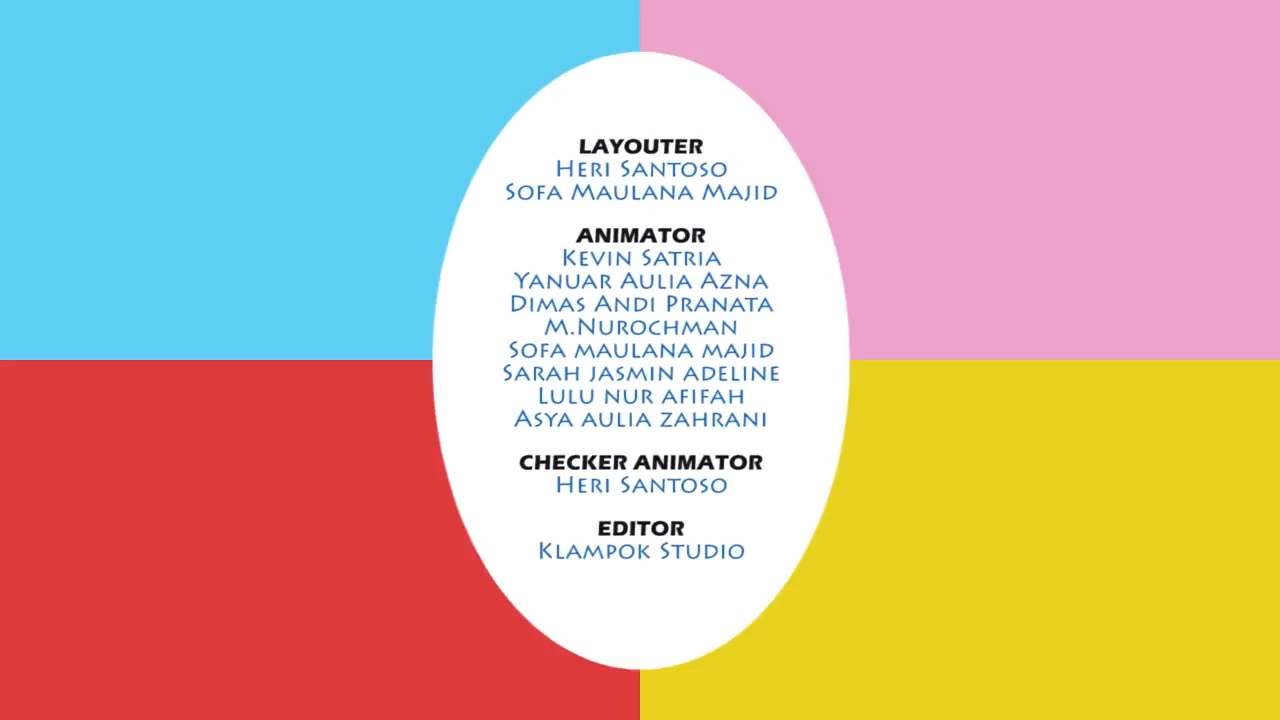 LAYOUTER
Heri Santoso
Sofa Maulana Majid
ANIMATOR
Kevin Satria
Yanuar Aulia Azna
Dimas Andi Pranata
M.Nurochman
Sofa maulana majid
Sarah jasmin adeline
Lulu nur afifah
Asya aulia zahrani
CHECKER ANIMATOR
Heri Santoso
EDITOR
Klampok Studio